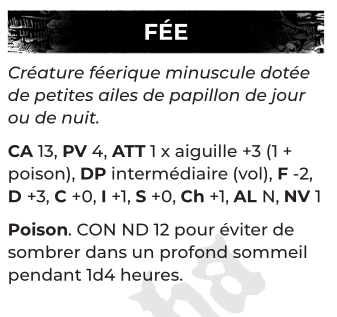 FÉE
Créature féerique minuscule dotée
de petites ailes de papillon de jour
ou de nuit.
CA 13, PV 4, ATT 1 x aiguille +3 (1 +
poison), DP intermédiaire (vol), F -2,
D +3, C +0, I +1, S +0, Ch +1, AL N, NV 1
Poison. CON ND 12 pour éviter de
sombrer dans un profond sommeil
pendant 1d4 heures.